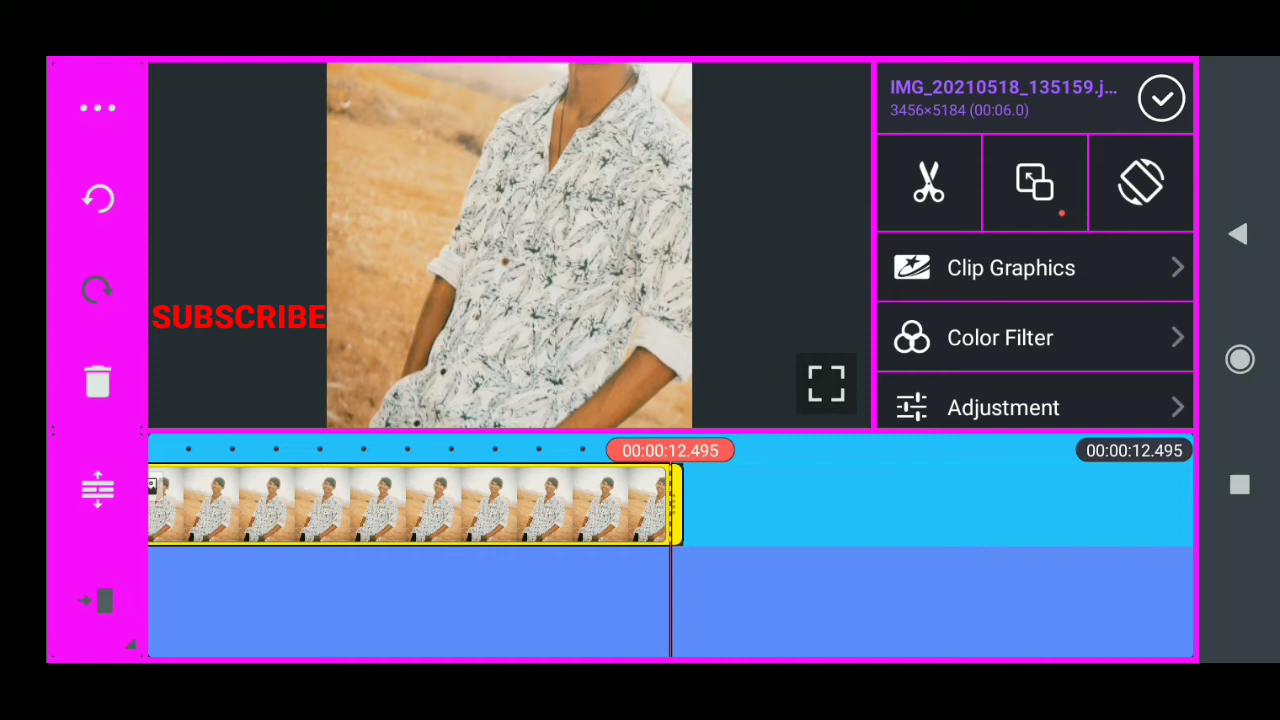 IMG_20210518_135159.j...
3456×5184 (00:06.0)
SUBSCRIBE
Clip Graphics
Color Filter
Adjustment
00:00:12.495
00:00:12.495